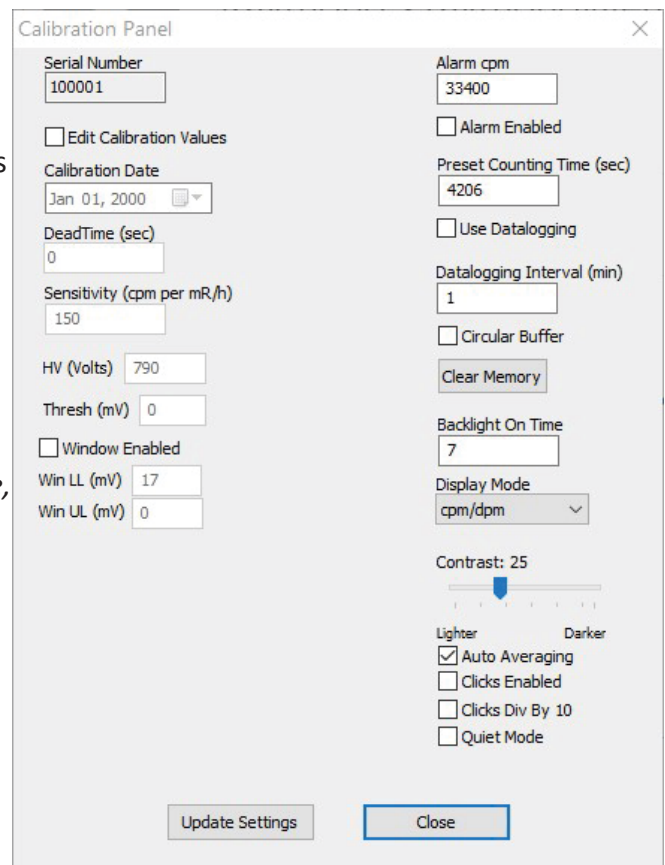 Calibration Panel
Serial Number
100001
Edit Calibration Values
s
Calibration Date
Jan 01, 2000
DeadTime (sec)
0
Sensitivity (cpm per mR/h)
150
HV (Volts) 790
Thresh (mV) 0
Window Enabled
Win LL (mV) 17
Win UL (mV) 0
Alarm cpm
33400
Alarm Enabled
Preset Counting Time (sec)
4206
Use Datalogging
Datalogging Interval (min)
1
Circular Buffer
Clear Memory
Backlight On Time
7
Display Mode
cpm/dpm
Contrast: 25
Lighter Darker
Auto Averaging
Clicks Enabled
Clicks Div By 10
Quiet Mode
Update Settings Close